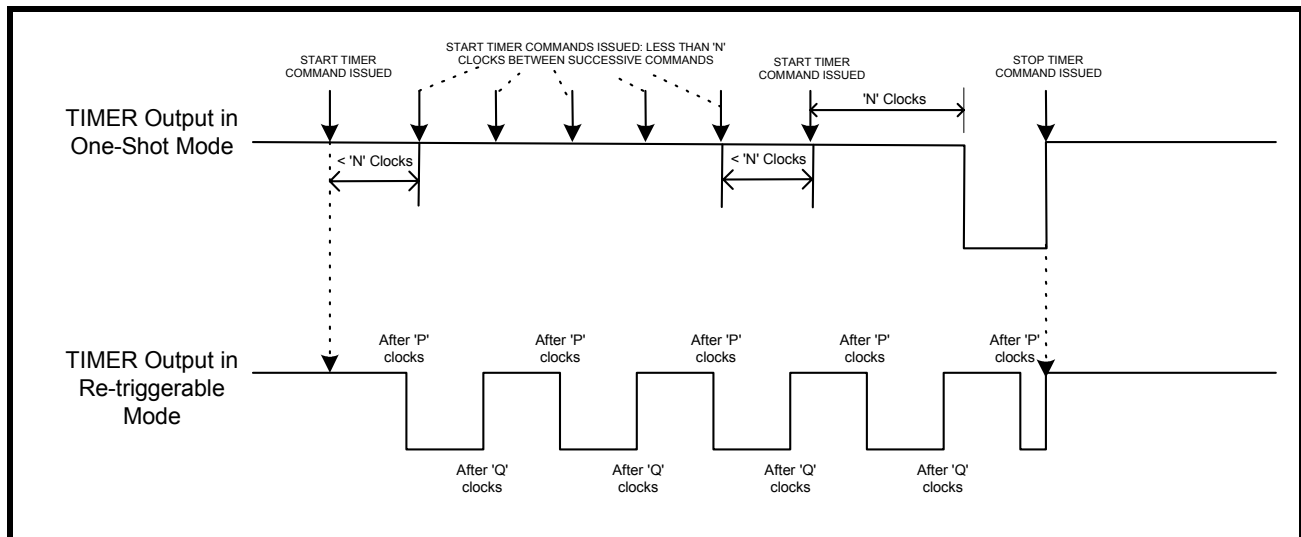 START TIMER
COMMAND ISSUED
START TIMER COMMANDS ISSUED: LESS THAN 'N'
CLOCKS BETWEEN SUCCESSIVE COMMANDS
START TIMER
COMMAND ISSUED
STOP TIMER
COMMAND ISSUED
TIMER Output in
One-Shot Mode
'N' Clocks
< 'N' Clocks
< 'N' Clocks
TIMER Output in
Re-triggerable
Mode
After 'P'
clocks
After 'P'
clocks
After 'P'
clocks
After 'P'
clocks
After 'P'
clocks
After 'Q'
clocks
After 'Q'
clocks
After 'Q'
clocks
After 'Q'
clocks